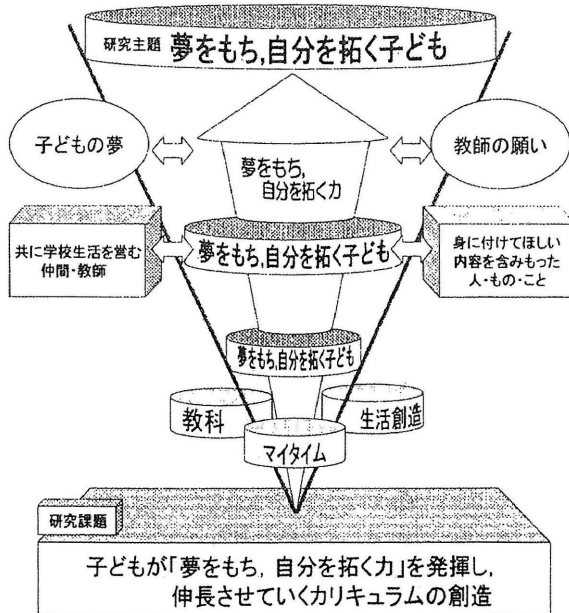 研究主題 夢をもち,自分を拓く子ども
子どもの夢
夢をもち,
自分を拓く力
教師の願い
共に学校生活を営む
仲間・教師
夢をもち,自分を拓く子ども
身に付けてほしい
内容を含みもった
人・もの・こと
夢をもち,自分を拓く子ども
教科
生活創造
マイタイム
研究課題
子どもが「夢をもち, 自分を拓く力」を発揮し,
伸長させていくカリキュラムの創造